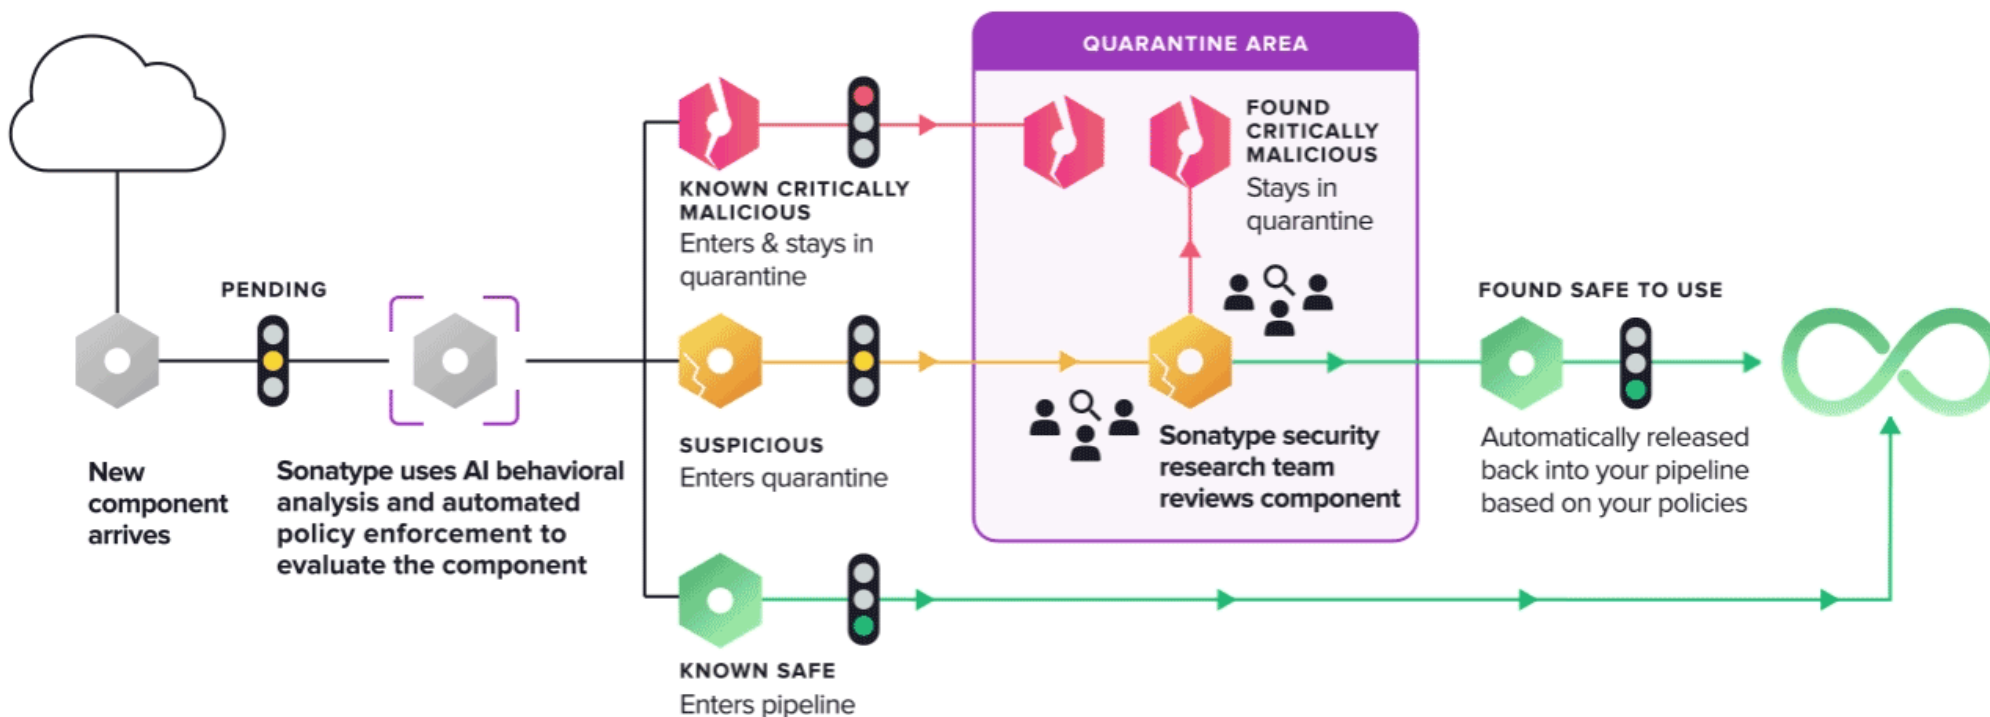 QUARANTINE AREA
FOUND
CRITICALLY
MALICIOUS
Stays in
quarantine
KNOWN CRITICALLY
MALICIOUS
Enters & stays in
quarantine
PENDING
FOUND SAFE TO USE
New
component
arrives
Sonatype uses AI behavioral
analysis and automated
policy enforcement to
evaluate the component
SUSPICIOUS
Enters quarantine
Sonatype security
research team
reviews component
Automatically released
back into your pipeline
based on your policies
KNOWN SAFE
Enters pipeline